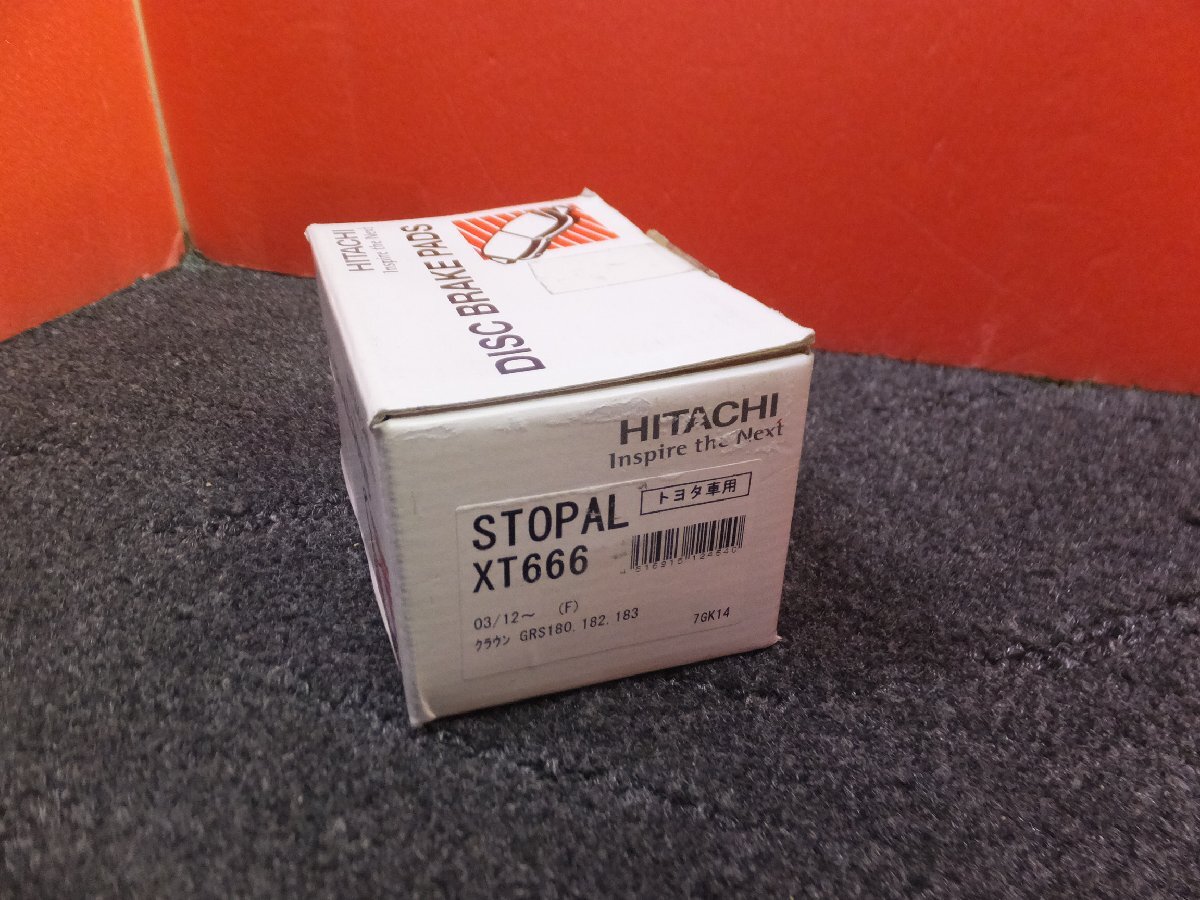 HITACHI
Inspire the Next
DISC BRAKE PADS
HITACHI
Inspire the Next
STOPAL
トヨタ車用
XT666
03/12～ (F)
クラウン GRS180.182.183
7GK14